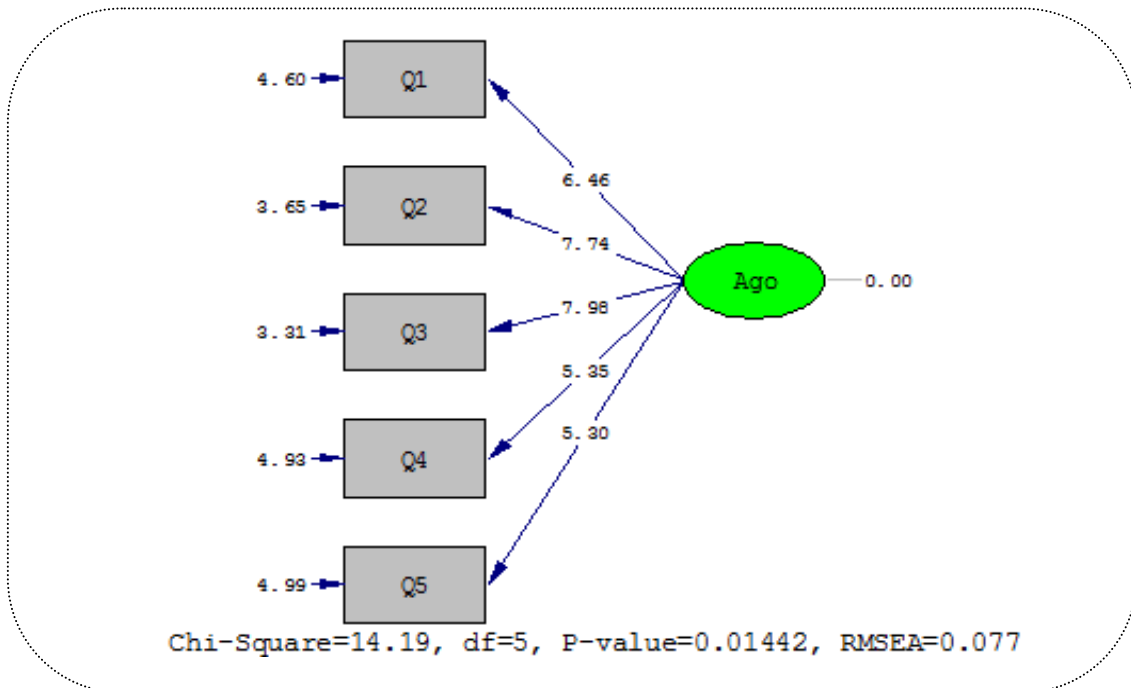 4.60 Q1
6.46
3.65 Q2
7.74
Ago 0.00
7.98
3.31 Q3
5.35
5.30
4.93 Q4
4.99 Q5
Chi-Square=14.19, df=5, P-value=0.01442, RMSEA=0.077